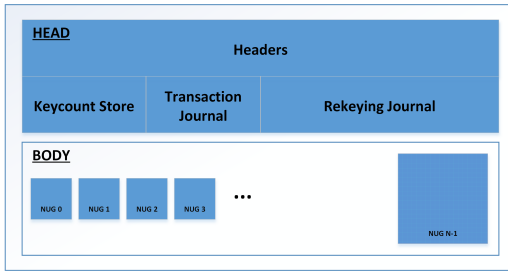 HEAD
Headers
Keycount Store
Transaction
Journal
Rekeying Journal
BODY
NUG 0
NUG 1
NUG 2
NUG 3
...
NUG N-1